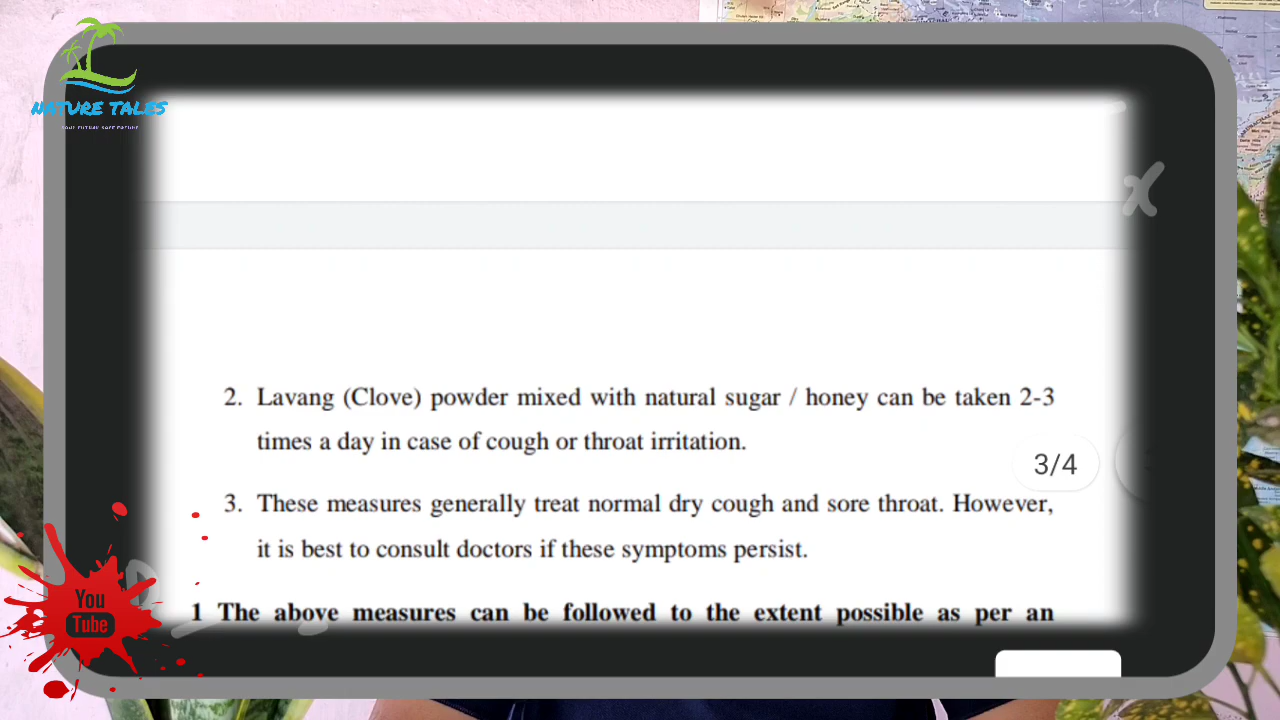 NATURE TALES
2. Lavang (Clove) powder mixed with natural sugar / honey can be taken 2-3
times a day in case of cough or throat irritation.
3/4
3. These measures generally treat normal dry cough and sore throat. However,
it is best to consult doctors if these symptoms persist.
1 The above measures can be followed to the extent possible as per an
You
Tube